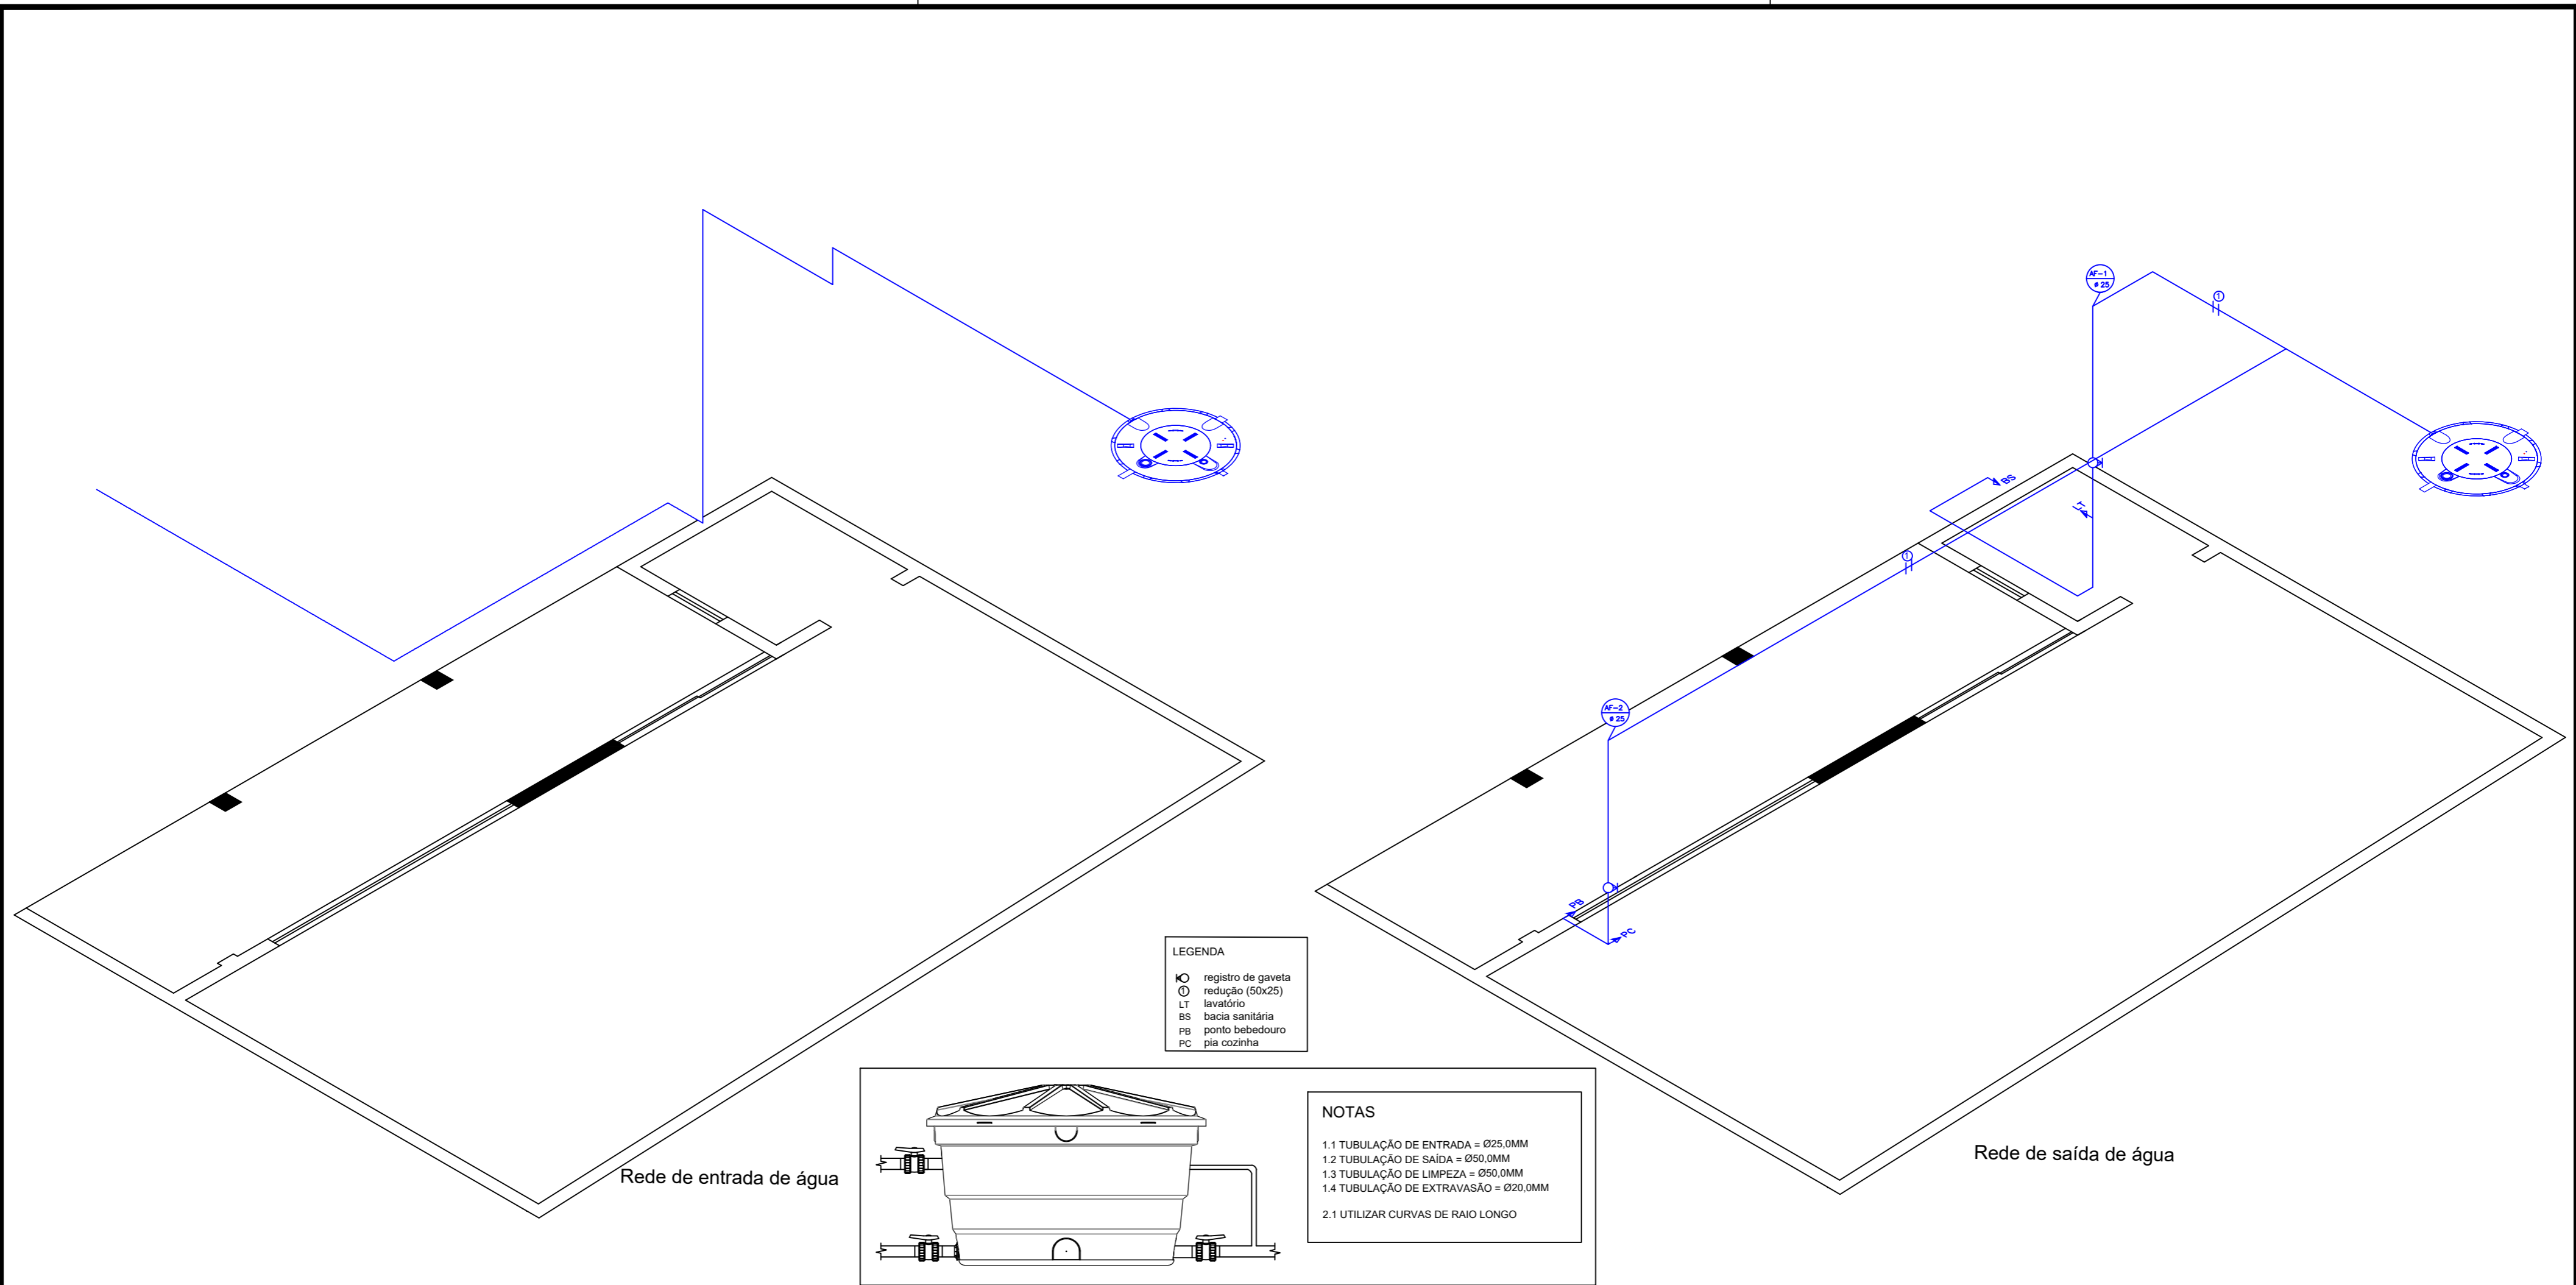 AF-1
ø 25
1
BS
LT
1
AF-2
ø 25
PB
PC
LEGENDA
registro de gaveta
1 redução (50x25)
LT lavatório
BS bacia sanitária
PB ponto bebedouro
PC pia cozinha
Rede de entrada de água
NOTAS
1.1 TUBULAÇÃO DE ENTRADA = Ø25,0MM
1.2 TUBULAÇÃO DE SAÍDA = Ø50,0MM
1.3 TUBULAÇÃO DE LIMPEZA = Ø50,0MM
1.4 TUBULAÇÃO DE EXTRAVASÃO = Ø20,0MM
2.1 UTILIZAR CURVAS DE RAIO LONGO
Rede de saída de água